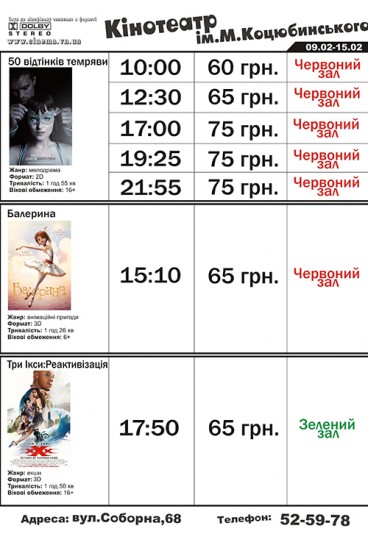 DOLBY
STEREO
www.cinema.vn.ua
Кінотеатр
ім.М.Коцюбинського
09.02-15.02
50 відтінків темряви
Жанр: мелодрама
Формат: 2D
Тривалість: 1 год 55 хв
Вікові обмеження: 16+
10:00 60 грн. Червоний зал
12:30 65 грн. Червоний зал
17:00 75 грн. Червоний зал
19:25 75 грн. Червоний зал
21:55 75 грн. Червоний зал
Балерина
Балерина
Жанр: анімаційні пригоди
Формат: 3D
Тривалість: 1 год 26 хв
Вікові обмеження: 6+
15:10 65 грн. Червоний зал
Три Ікси:Реактивізація
xXx
Жанр: екшн
Формат: 3D
Тривалість: 1 год 50 хв
Вікові обмеження: 16+
17:50 65 грн. Зелений зал
Адреса: вул.Соборна,68 Телефон: 52-59-78